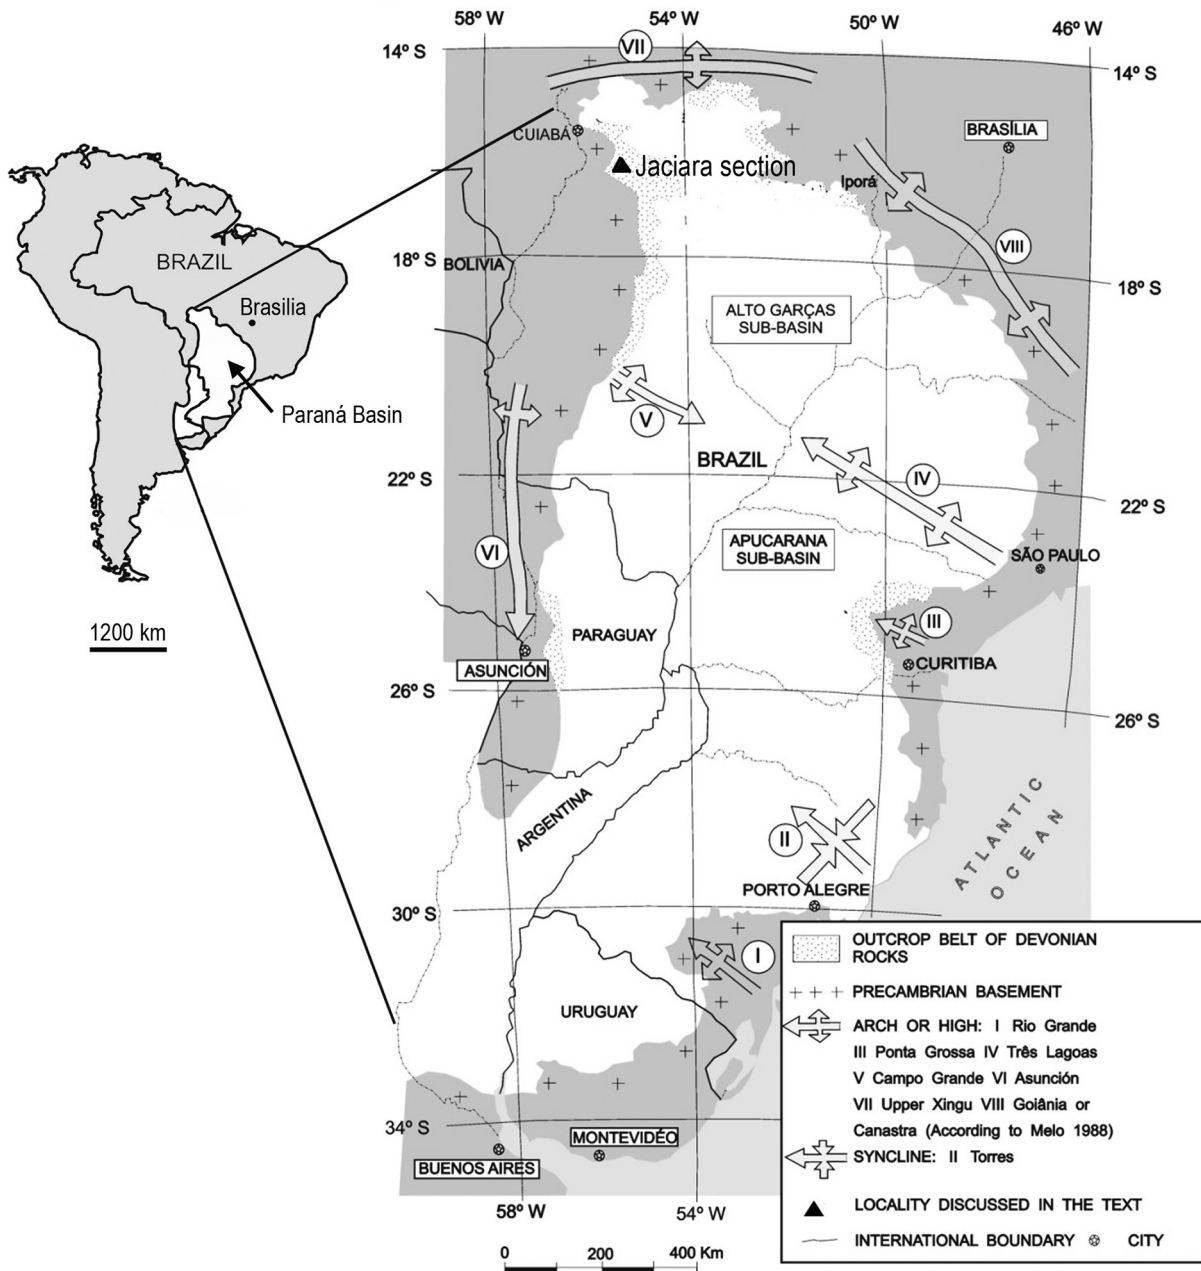 58º W
54º W
50º W
46º W
14º S
14º S
VII
CUIABÁ
BRASÍLIA
Jaciara section
Iporá
VIII
BRAZIL
Brasilia
Paraná Basin
1200 km
BOLIVIA
18º S
18º S
ALTO GARÇAS
SUB-BASIN
V
BRAZIL
IV
22º S
22º S
VI
APUCARANA
SUB-BASIN
SÃO PAULO
PARAGUAY
III
CURITIBA
ASUNCIÓN
26º S
26º S
ARGENTINA
ATLANTIC
OCEAN
II
PORTO ALEGRE
30º S
I
URUGUAY
34º S
MONTEVIDÉO
BUENOS AIRES
58º W
54º W
0 200 400 Km
OUTCROP BELT OF DEVONIAN
ROCKS
PRECAMBRIAN BASEMENT
ARCH OR HIGH: I Rio Grande
III Ponta Grossa IV Três Lagoas
V Campo Grande VI Asunción
VII Upper Xingu VIII Goiânia or
Canastra (According to Melo 1988)
SYNCLINE: II Torres
LOCALITY DISCUSSED IN THE TEXT
INTERNATIONAL BOUNDARY
CITY